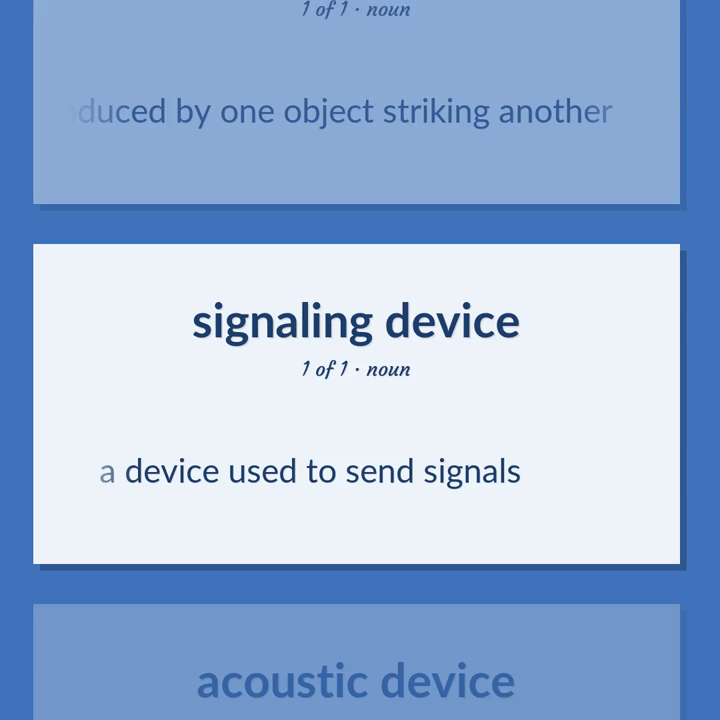 1 of 1 · noun
by one object striking another
signaling device
1 of 1 · noun
a device used to send signals
acoustic device